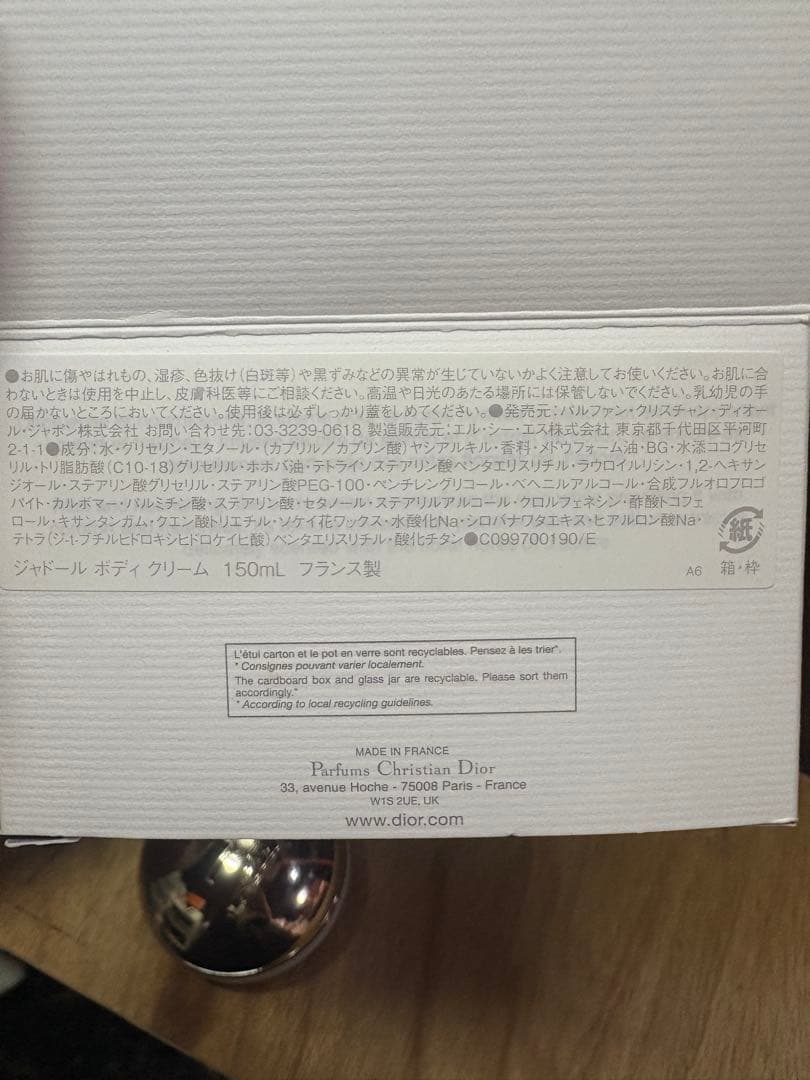 ●お肌に傷やはれもの、湿疹、色抜け(白斑等)や黒ずみなどの異常が生じていないかよく注意してお使いください。お肌に合
わないときは使用を中止し、皮膚科医等にご相談ください。高温や日光のあたる場所には保管しないでください。乳幼児の手
の届かないところにおいてください。使用後は必ずしっかり蓋をしめてください。●発売元:パルファン・クリスチャン・ディオー
ル・ジャポン株式会社 お問い合わせ先:03-3239-0618 製造販売元:エル・シー・エス株式会社 東京都千代田区平河町
2-1-1●成分:水・グリセリン・エタノール・(カプリル/カプリン酸)ヤシアルキル・香料・メドウフォーム油・BG・水添ココグリセ
リル・トリ脂肪酸(C10-18)グリセリル・ホホバ油・テトライソステアリン酸ペンタエリスリチル・ラウロイルリシン・1,2-ヘキサン
ジオール・ステアリン酸グリセリル・ステアリン酸PEG-100・ペンチレングリコール・ベヘニルアルコール・合成フルオロフロゴ
パイト・カルボマー・パルミチン酸・ステアリン酸・セタノール・ステアリルアルコール・クロルフェネシン・酢酸トコフェ
ロール・キサンタンガム・クエン酸トリエチル・ソケイ花ワックス・水酸化Na・シロバナワタエキス・ヒアルロン酸Na・
テトラ(ジ-t-ブチルヒドロキシヒドロケイヒ酸)ペンタエリスリチル・酸化チタン●C099700190/E
紙
ジャドール ボディ クリーム 150mL フランス製
A6 箱・枠
L'étui carton et le pot en verre sont recyclables. Pensez à les trier*.
* Consignes pouvant varier localement.
The cardboard box and glass jar are recyclable. Please sort them
accordingly.*
* According to local recycling guidelines.
MADE IN FRANCE
Parfums Christian Dior
33, avenue Hoche - 75008 Paris - France
W1S 2UE, UK
www.dior.com